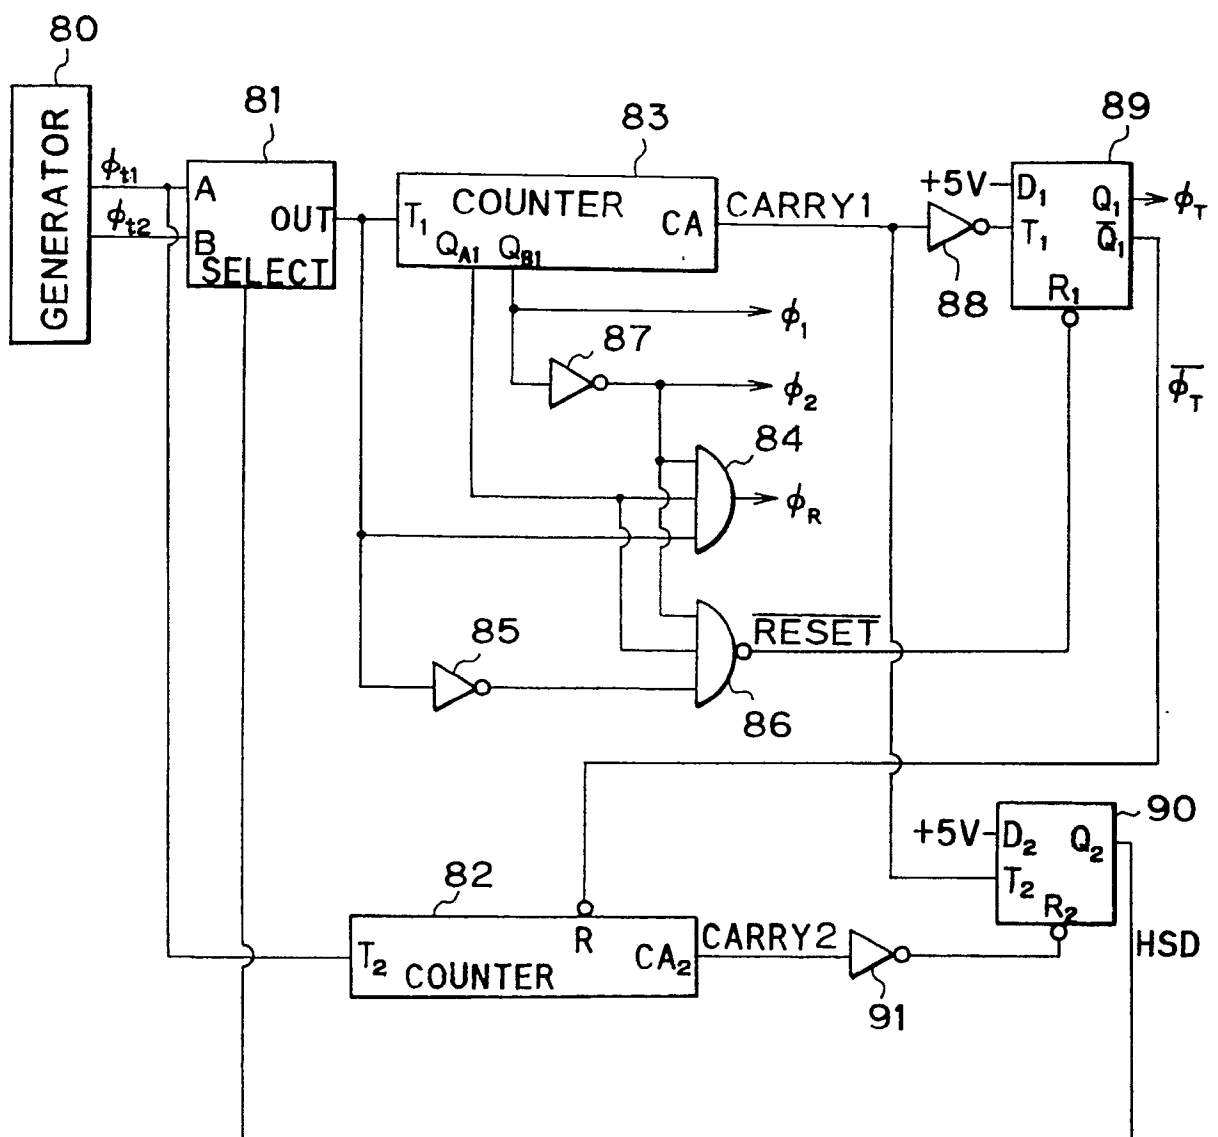 80
GENERATOR
ϕt1
ϕt2
81
A
B
OUT
SELECT
83
T1
COUNTER
CA
QA1
QB1
CARRY1
88
89
+5V
D1
T1
Q1
Q̅1
R1
ϕT
ϕ̅T
ϕ1
87
ϕ2
84
ϕR
85
R̅E̅S̅E̅T̅
86
90
+5V
D2
Q2
T2
R2
HSD
82
T2
R
COUNTER
CA2
CARRY2
91